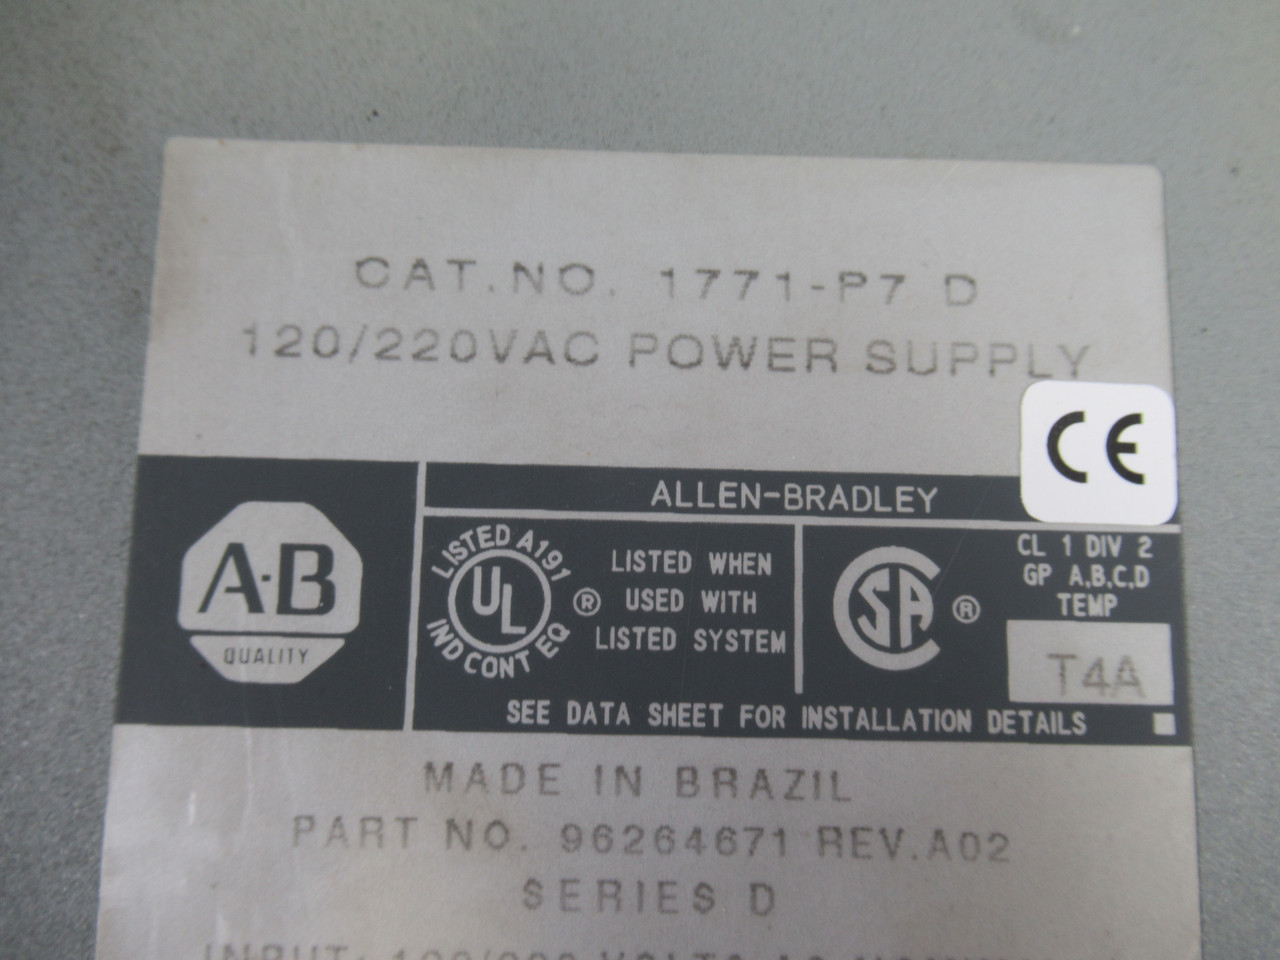 CAT.NO. 1771-P7 D
120/220VAC POWER SUPPLY
CE
ALLEN-BRADLEY
A·B
QUALITY
LISTED A191
UL
®
IND CONT EQ
LISTED WHEN
USED WITH
LISTED SYSTEM
SA
®
CL 1 DIV 2
GP A,B,C,D
TEMP
T4A
SEE DATA SHEET FOR INSTALLATION DETAILS
MADE IN BRAZIL
PART NO. 96264671 REV.A02
SERIES D
INPUT: